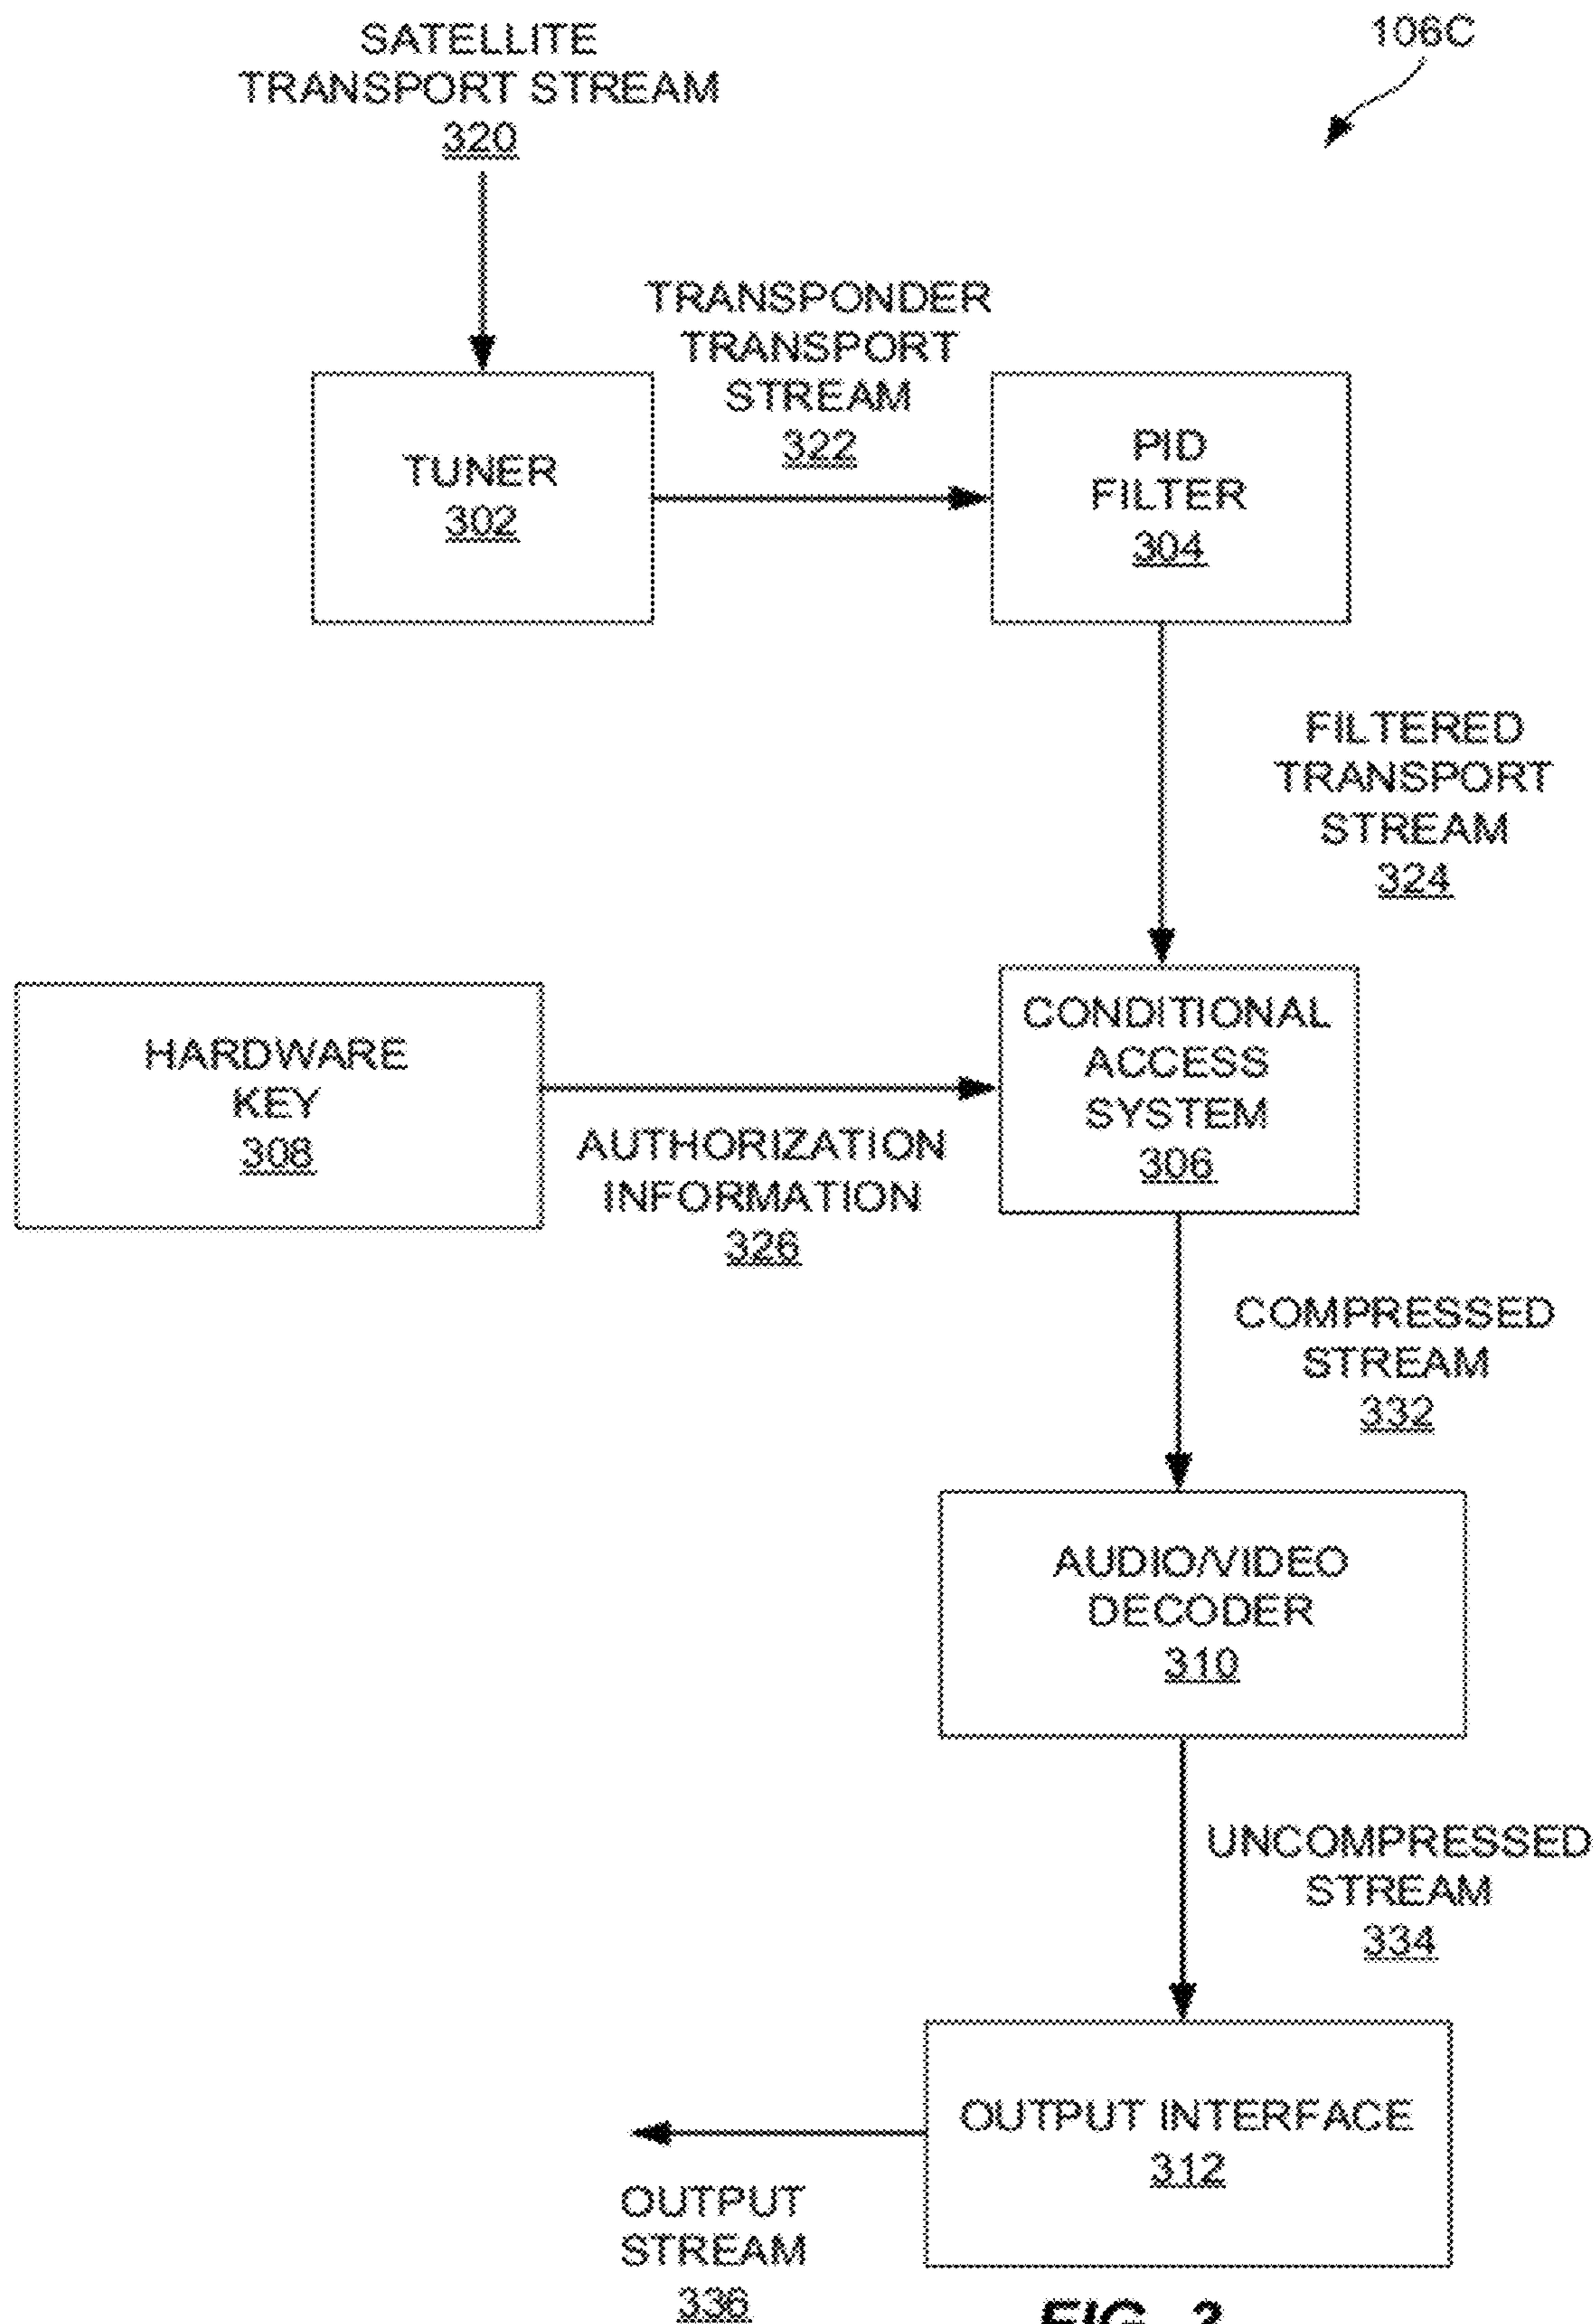 SATELLITE
TRANSPORT STREAM
320
106C
TRANSPONDER
TRANSPORT
STREAM
322
TUNER
302
PID
FILTER
304
FILTERED
TRANSPORT
STREAM
324
HARDWARE
KEY
308
AUTHORIZATION
INFORMATION
326
CONDITIONAL
ACCESS
SYSTEM
306
COMPRESSED
STREAM
332
AUDIO/VIDEO
DECODER
310
UNCOMPRESSED
STREAM
334
OUTPUT INTERFACE
312
OUTPUT
STREAM
336
FIG.